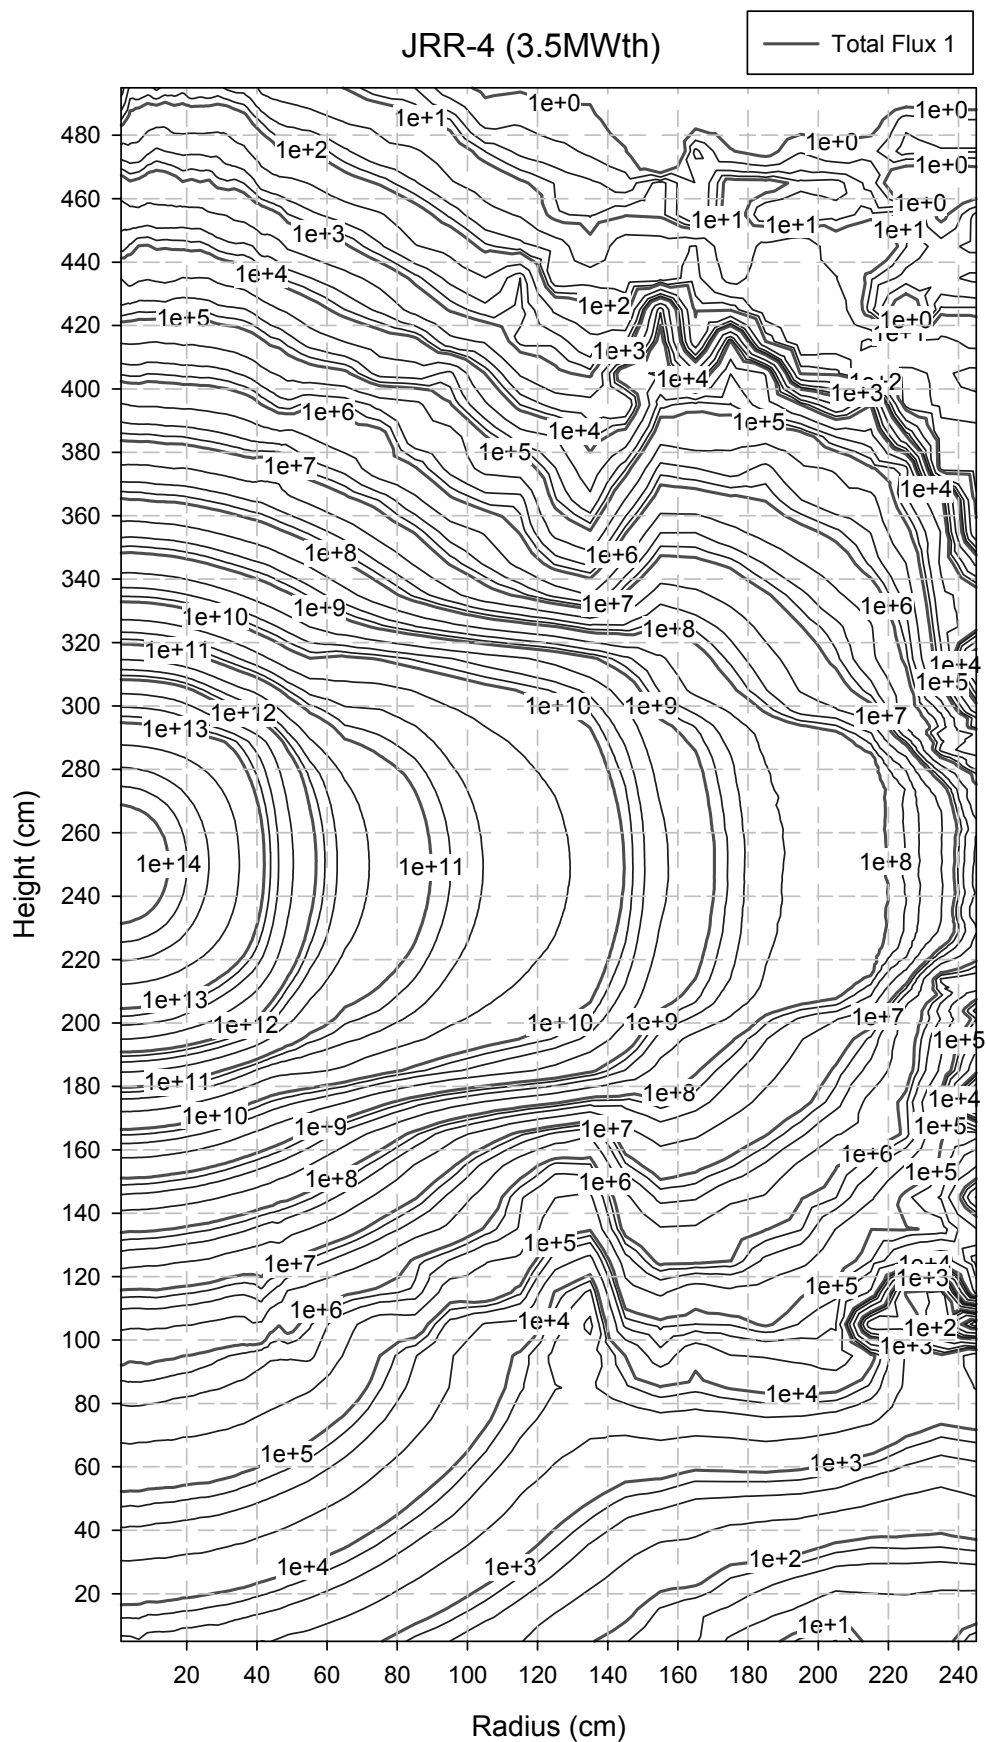 JRR-4 (3.5MWth)
Total Flux 1
1e+0 1e+0
1e+1
480 1e+2 1e+0
1e+0
460 1e+0
1e+1 1e+1 1e+1
1e+3
440
1e+4
1e+2
1e+5 1e+0
420 1e+1
1e+3
1e+4 1e+2
400 1e+3
1e+6 1e+5
1e+4
380 1e+5
1e+7
1e+4
360
1e+8 1e+6
340
1e+9 1e+7 1e+6
1e+10
1e+8
320
1e+11 1e+4
1e+5
300 1e+12 1e+10 1e+9 1e+7
1e+13
280
260
1e+14 1e+11 1e+8
240
220
1e+13
200 1e+12 1e+10 1e+9 1e+7
1e+5
180 1e+11 1e+8
1e+4
1e+10
1e+9 1e+7 1e+5
160 1e+6
1e+8 1e+6 1e+5
140
1e+5
120 1e+7 1e+4
1e+5 1e+3
1e+6
1e+4 1e+2
100 1e+3
80 1e+4
1e+5
60 1e+3
40
1e+4 1e+3 1e+2
20
1e+1
20 40 60 80 100 120 140 160 180 200 220 240
Radius (cm)
Height (cm)